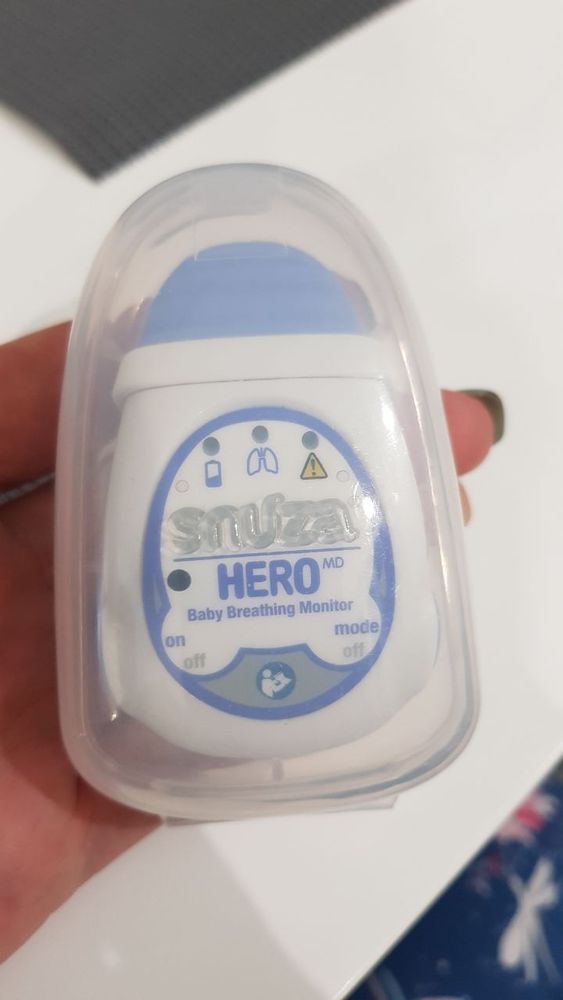 snuza
HERO MD
Baby Breathing Monitor
on mode
off off